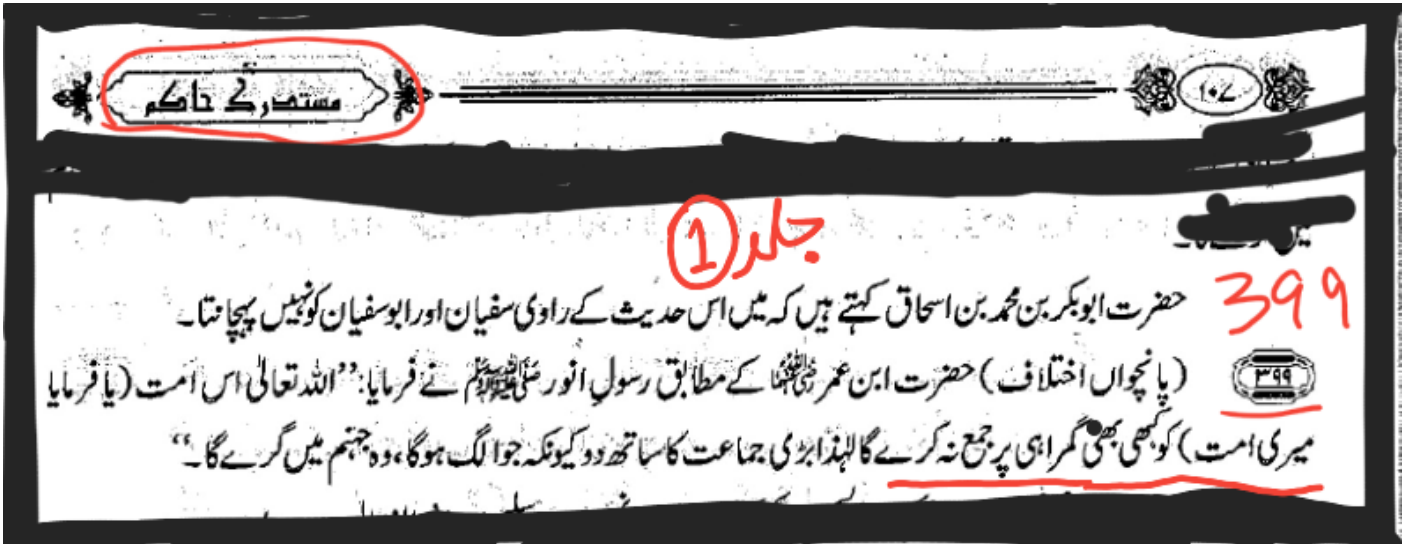 مستدرک حاکم
۱۰۷
جلد 1
399
حضرت ابوبکر بن محمد بن اسحاق کہتے ہیں کہ میں اس حدیث کے راوی سفیان اور ابوسفیان کو نہیں پہچانتا۔
۳۹۹
(پانچواں اختلاف) حضرت ابن عمر رضی اللہ عنہما کے مطابق رسولِ انور صلی اللہ علیہ وسلم نے فرمایا: ’’اللہ تعالیٰ اس امت (یا فرمایا
میری امت) کو کبھی بھی گمراہی پر جمع نہ کرے گا لہٰذا بڑی جماعت کا ساتھ دو کیونکہ جو الگ ہوگا، وہ جہنم میں گرے گا۔‘‘